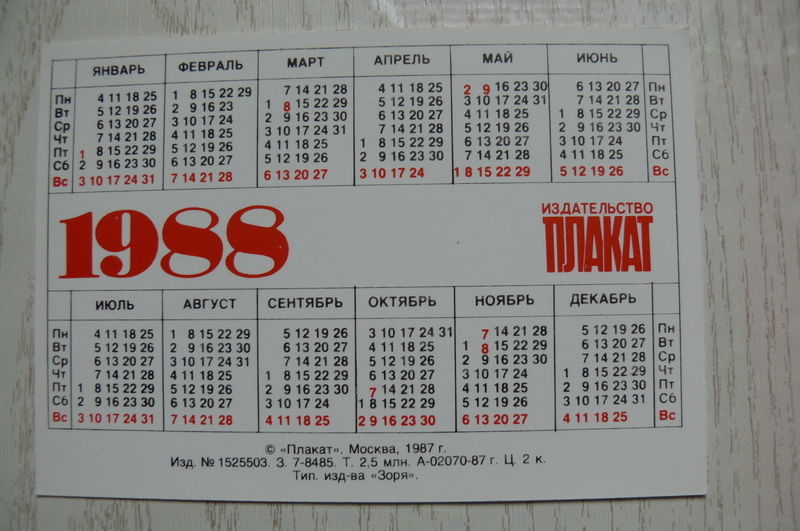 ЯНВАРЬ ФЕВРАЛЬ МАРТ АПРЕЛЬ МАЙ ИЮНЬ
Пн 4 11 18 25 1 8 15 22 29 7 14 21 28 4 11 18 25 2 9 16 23 30 6 13 20 27 Пн
Вт 5 12 19 26 2 9 16 23 1 8 15 22 29 5 12 19 26 3 10 17 24 31 7 14 21 28 Вт
Ср 6 13 20 27 3 10 17 24 2 9 16 23 30 6 13 20 27 4 11 18 25 1 8 15 22 29 Ср
Чт 7 14 21 28 4 11 18 25 3 10 17 24 31 7 14 21 28 5 12 19 26 2 9 16 23 30 Чт
Пт 1 8 15 22 29 5 12 19 26 4 11 18 25 1 8 15 22 29 6 13 20 27 3 10 17 24 Пт
Сб 2 9 16 23 30 6 13 20 27 5 12 19 26 2 9 16 23 30 7 14 21 28 4 11 18 25 Сб
Вс 3 10 17 24 31 7 14 21 28 6 13 20 27 3 10 17 24 1 8 15 22 29 5 12 19 26 Вс
1988
ИЗДАТЕЛЬСТВО
ПЛАКАТ
ИЮЛЬ АВГУСТ СЕНТЯБРЬ ОКТЯБРЬ НОЯБРЬ ДЕКАБРЬ
Пн 4 11 18 25 1 8 15 22 29 5 12 19 26 3 10 17 24 31 7 14 21 28 5 12 19 26 Пн
Вт 5 12 19 26 2 9 16 23 30 6 13 20 27 4 11 18 25 1 8 15 22 29 6 13 20 27 Вт
Ср 6 13 20 27 3 10 17 24 31 7 14 21 28 5 12 19 26 2 9 16 23 30 7 14 21 28 Ср
Чт 7 14 21 28 4 11 18 25 1 8 15 22 29 6 13 20 27 3 10 17 24 1 8 15 22 29 Чт
Пт 1 8 15 22 29 5 12 19 26 2 9 16 23 30 7 14 21 28 4 11 18 25 2 9 16 23 30 Пт
Сб 2 9 16 23 30 6 13 20 27 3 10 17 24 1 8 15 22 29 5 12 19 26 3 10 17 24 31 Сб
Вс 3 10 17 24 31 7 14 21 28 4 11 18 25 2 9 16 23 30 6 13 20 27 4 11 18 25 Вс
© «Плакат». Москва, 1987 г.
Изд. № 1525503. З. 7-8485. Т. 2,5 млн. А-02070-87 г. Ц. 2 к.
Тип. изд-ва «Зоря».